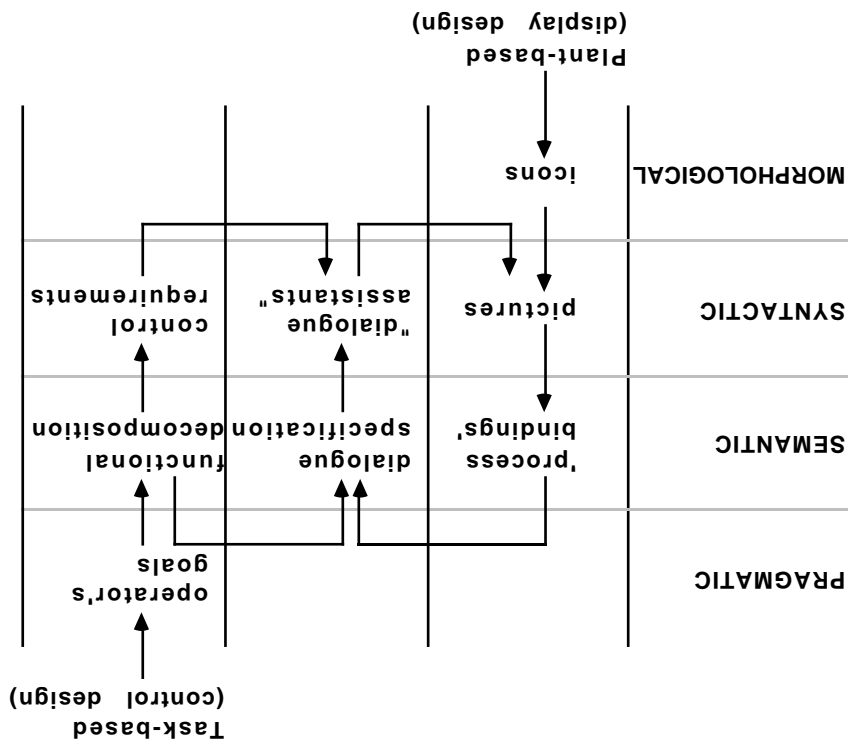 Task-based
(control design)
PRAGMATIC
operator's
goals
SEMANTIC
'process
bindings'
dialogue
specification
functional
decomposition
SYNTACTIC
pictures
"dialogue
assistants"
control
requirements
MORPHOLOGICAL
icons
Plant-based
(display design)